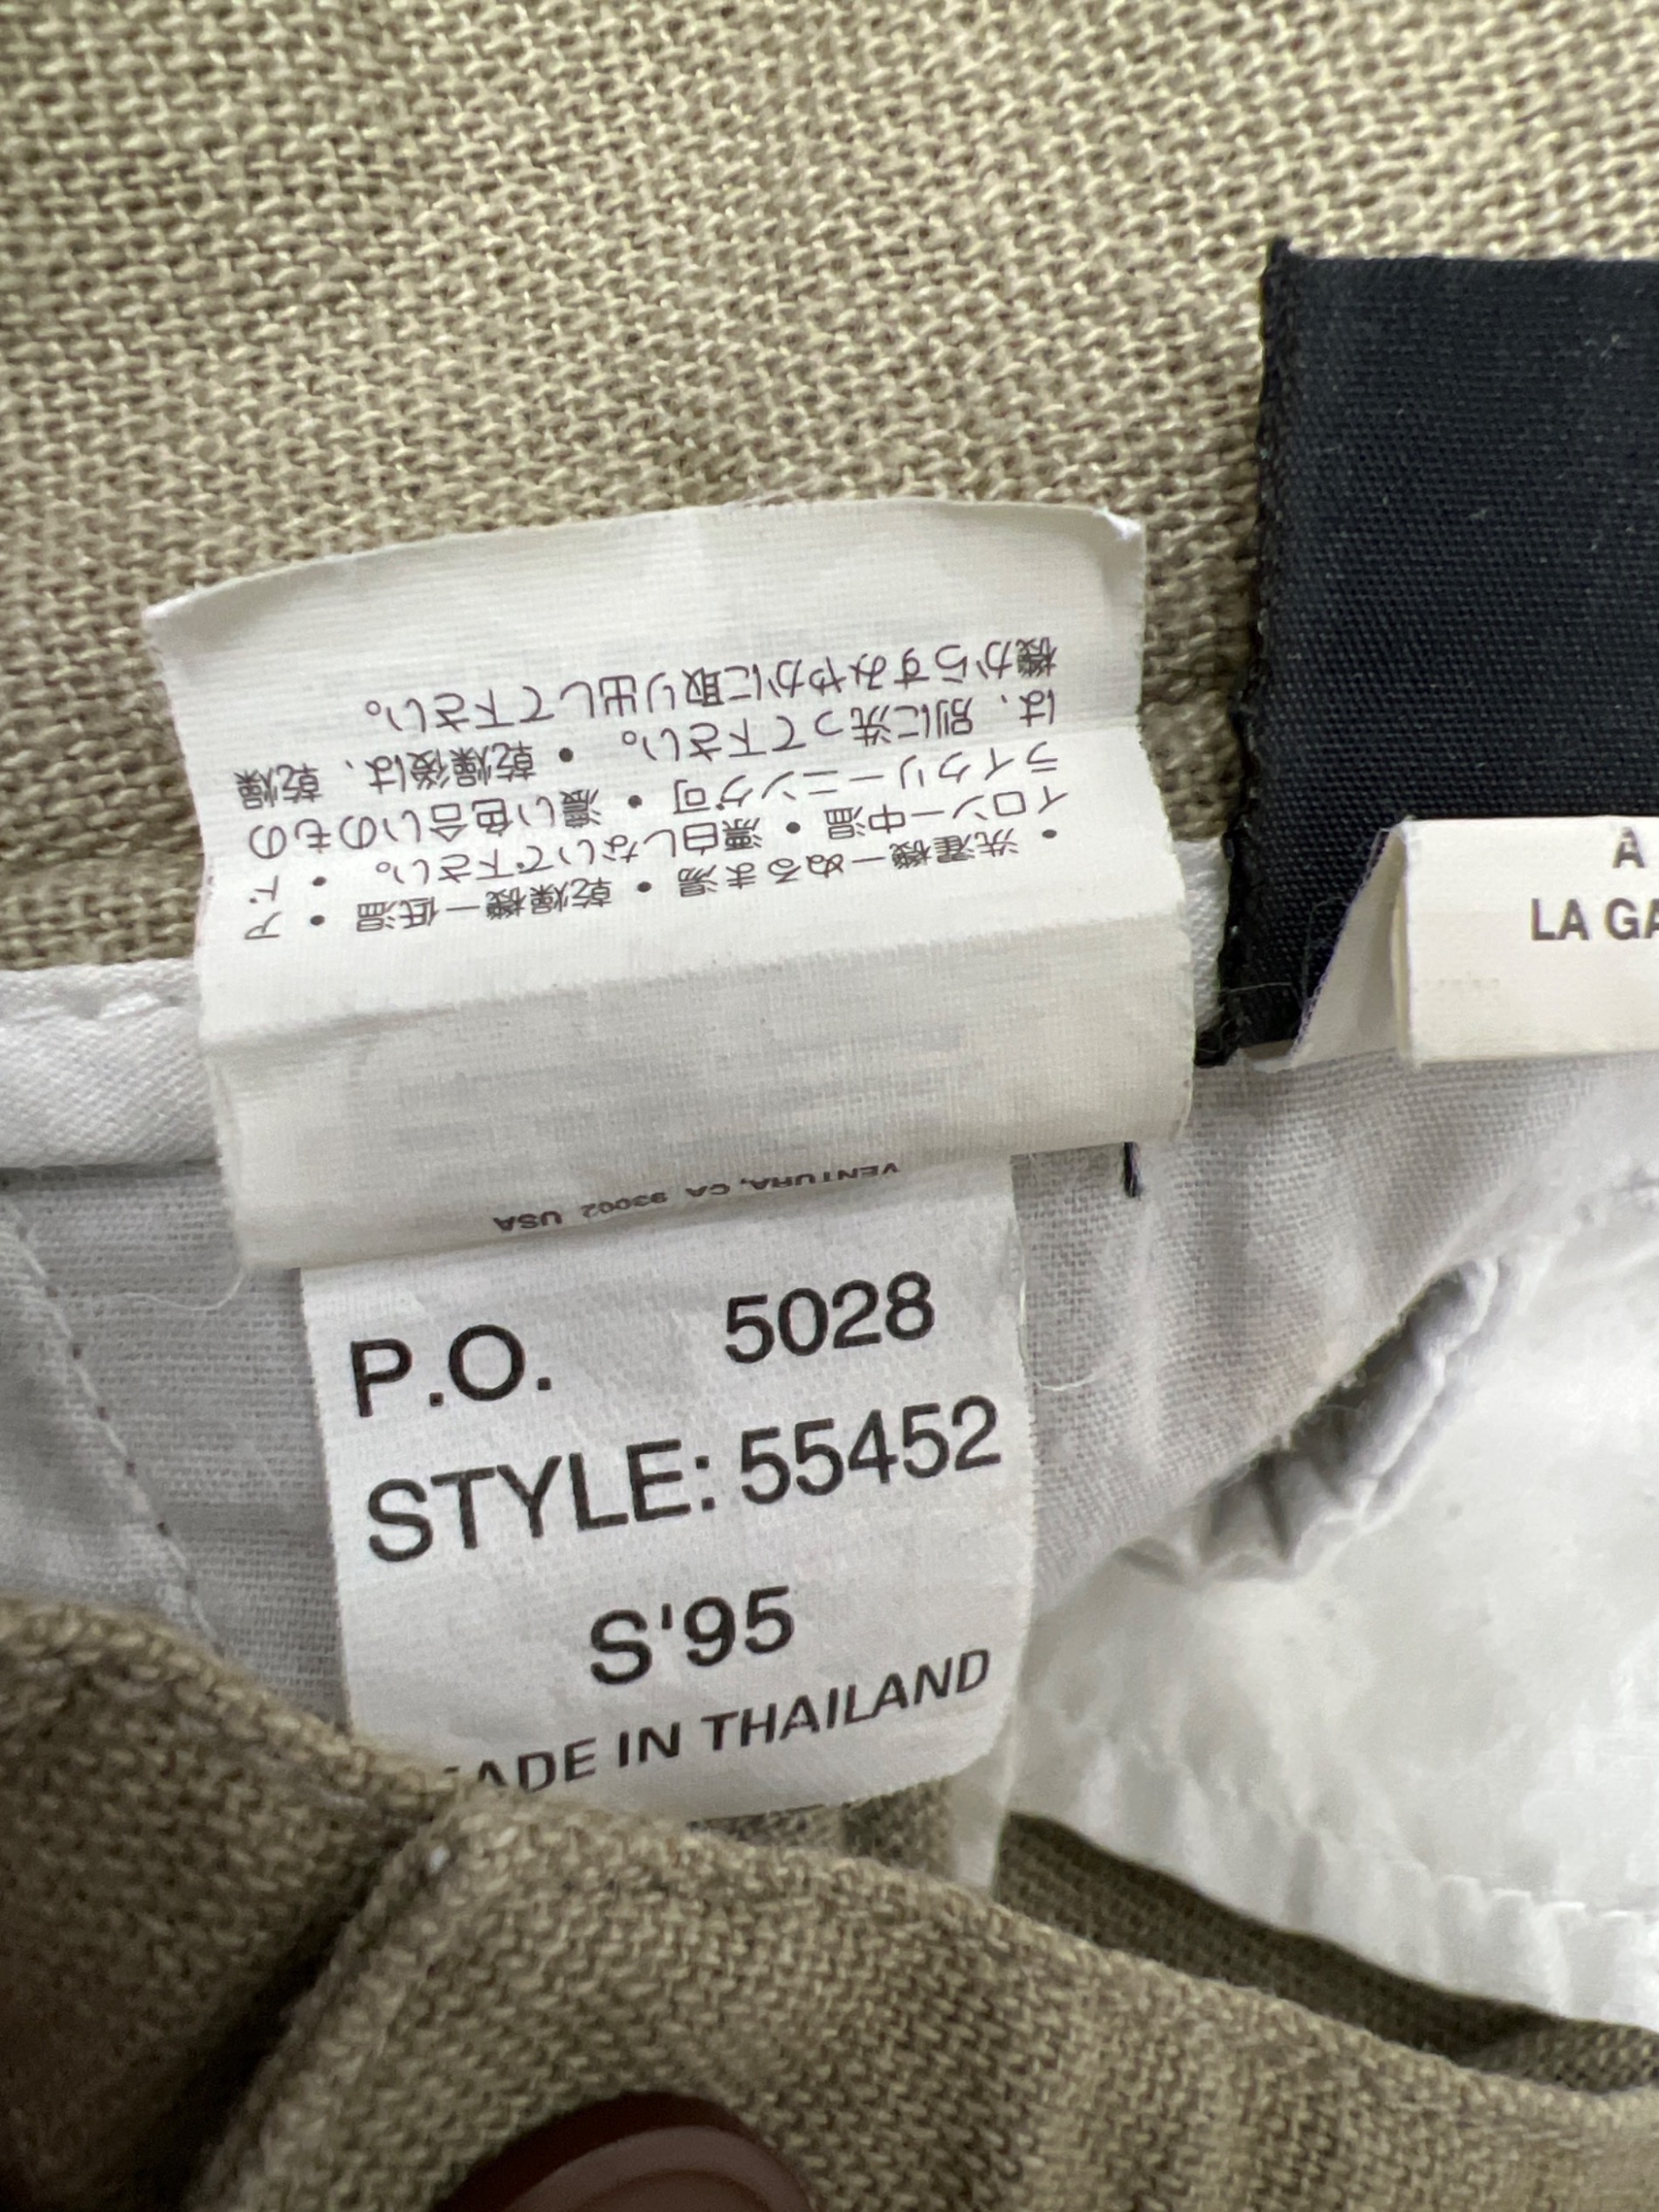 ・洗濯機ーぬるま湯・乾燥機ー低温・ア
イロンー中温・漂白しないで下さい。・ド
ライクリーニング可・濃い色合いのもの
は、別に洗って下さい。・乾燥後は、乾燥
機からすみやかに取り出して下さい。
VENTURA, CA 93002 USA
P.O. 5028
STYLE: 55452
S'95
MADE IN THAILAND
A
LA GA